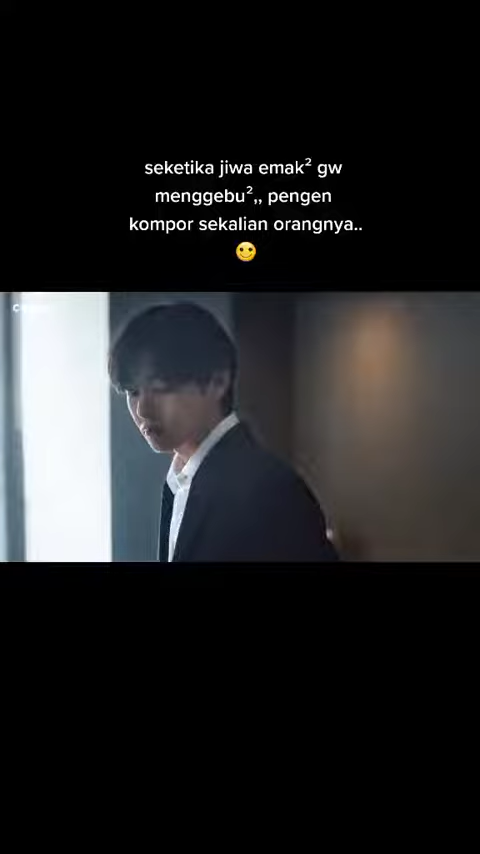 seketika jiwa emak² gw
menggebu²,, pengen
kompor sekalian orangnya..
🙂